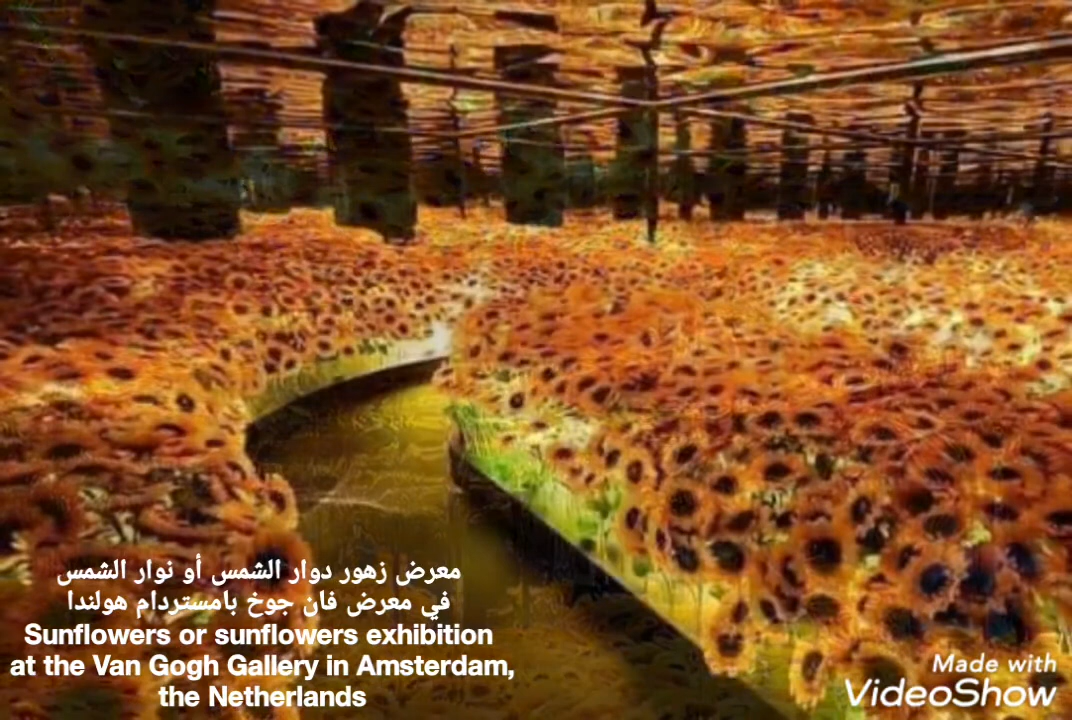 معرض زهور دوار الشمس أو نوار الشمس
في معرض فان جوخ بامستردام هولندا
Sunflowers or sunflowers exhibition
at the Van Gogh Gallery in Amsterdam,
the Netherlands
Made with
VideoShow